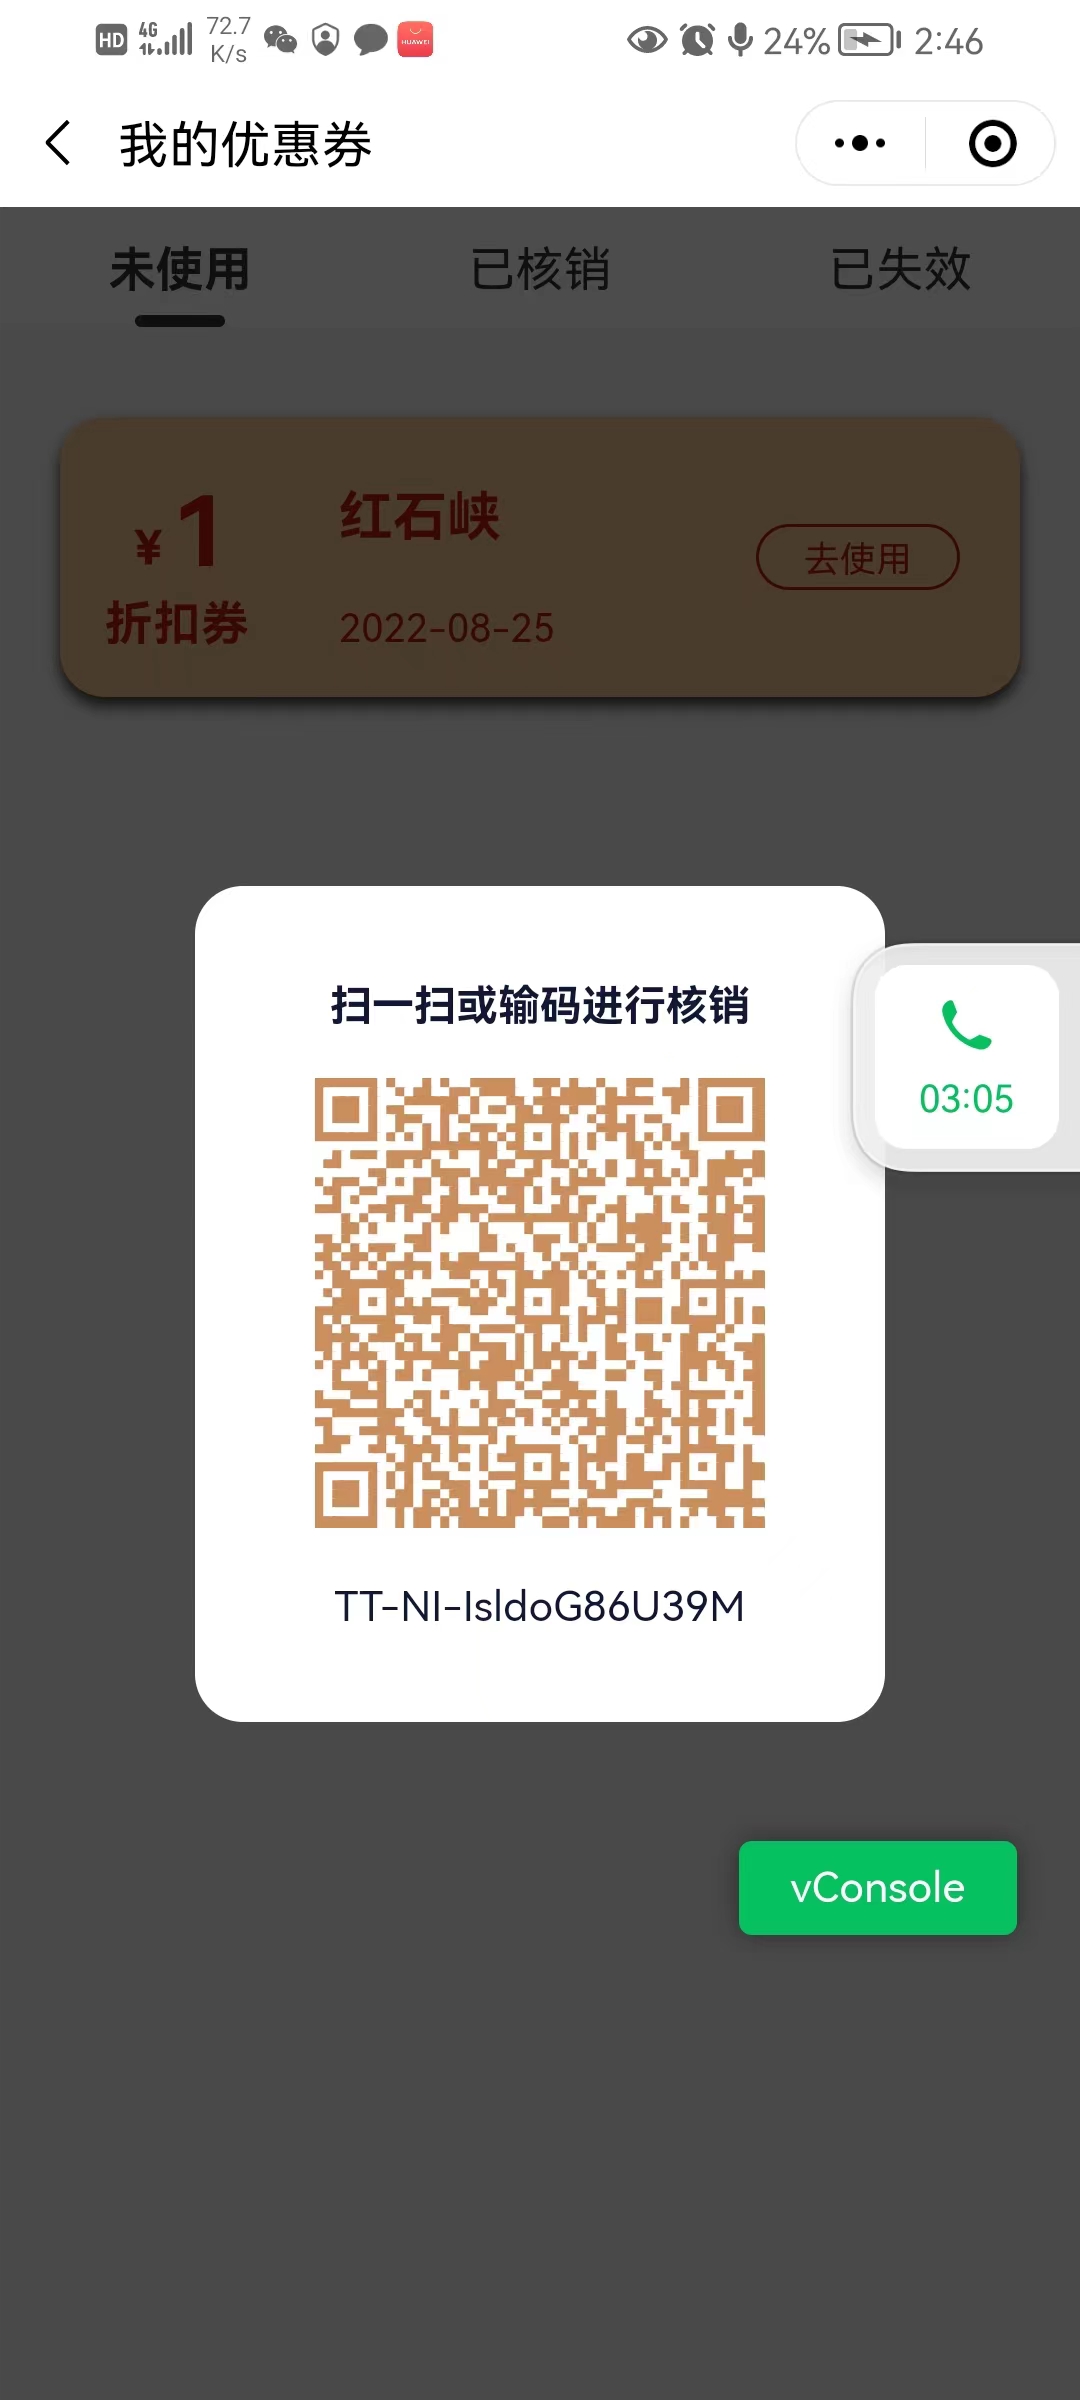 HD 4G 72.7 K/s HUAWEI 24% 2:46
我的优惠券
未使用 已核销 已失效
¥1 红石峡 去使用
折扣券 2022-08-25
扫一扫或输码进行核销
03:05
TT-NI-IsldoG86U39M
vConsole